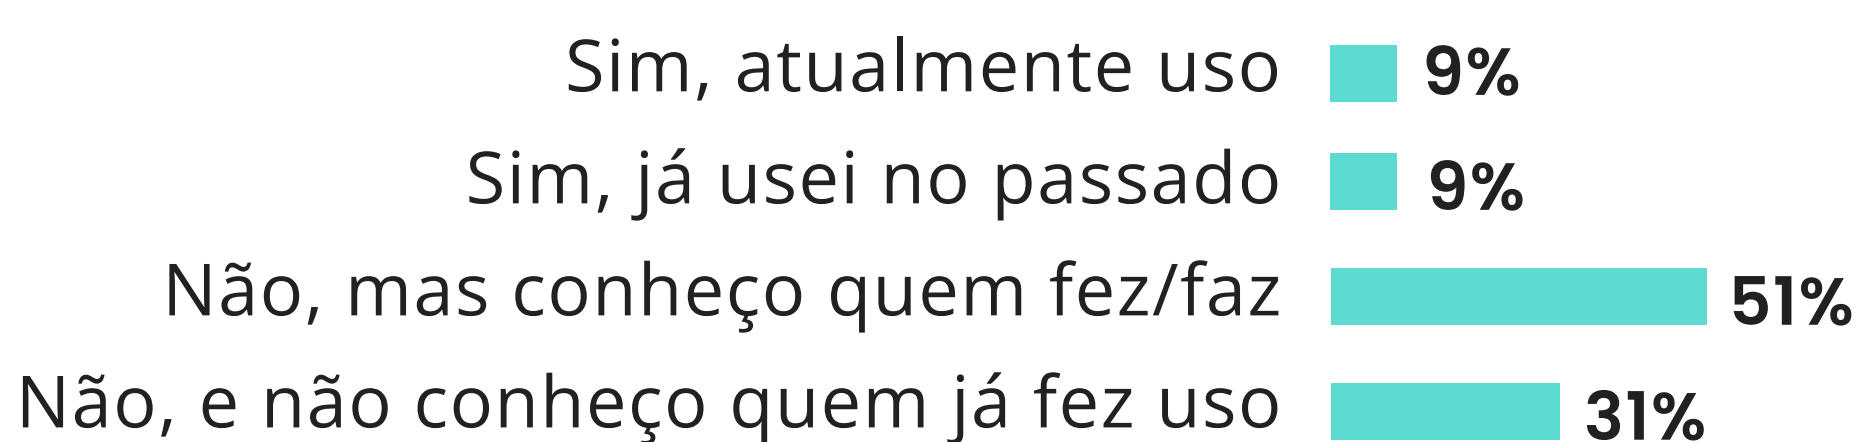 Sim, atualmente uso 9%
Sim, já usei no passado 9%
Não, mas conheço quem fez/faz 51%
Não, e não conheço quem já fez uso 31%